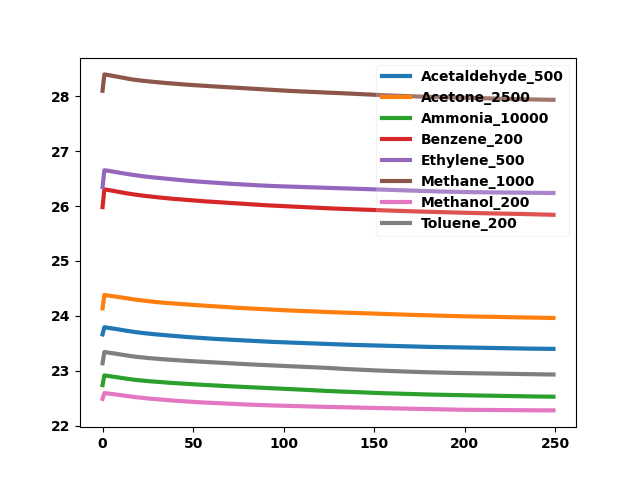 28
27
26
25
24
23
22
0 50 100 150 200 250
Acetaldehyde_500
Acetone_2500
Ammonia_10000
Benzene_200
Ethylene_500
Methane_1000
Methanol_200
Toluene_200